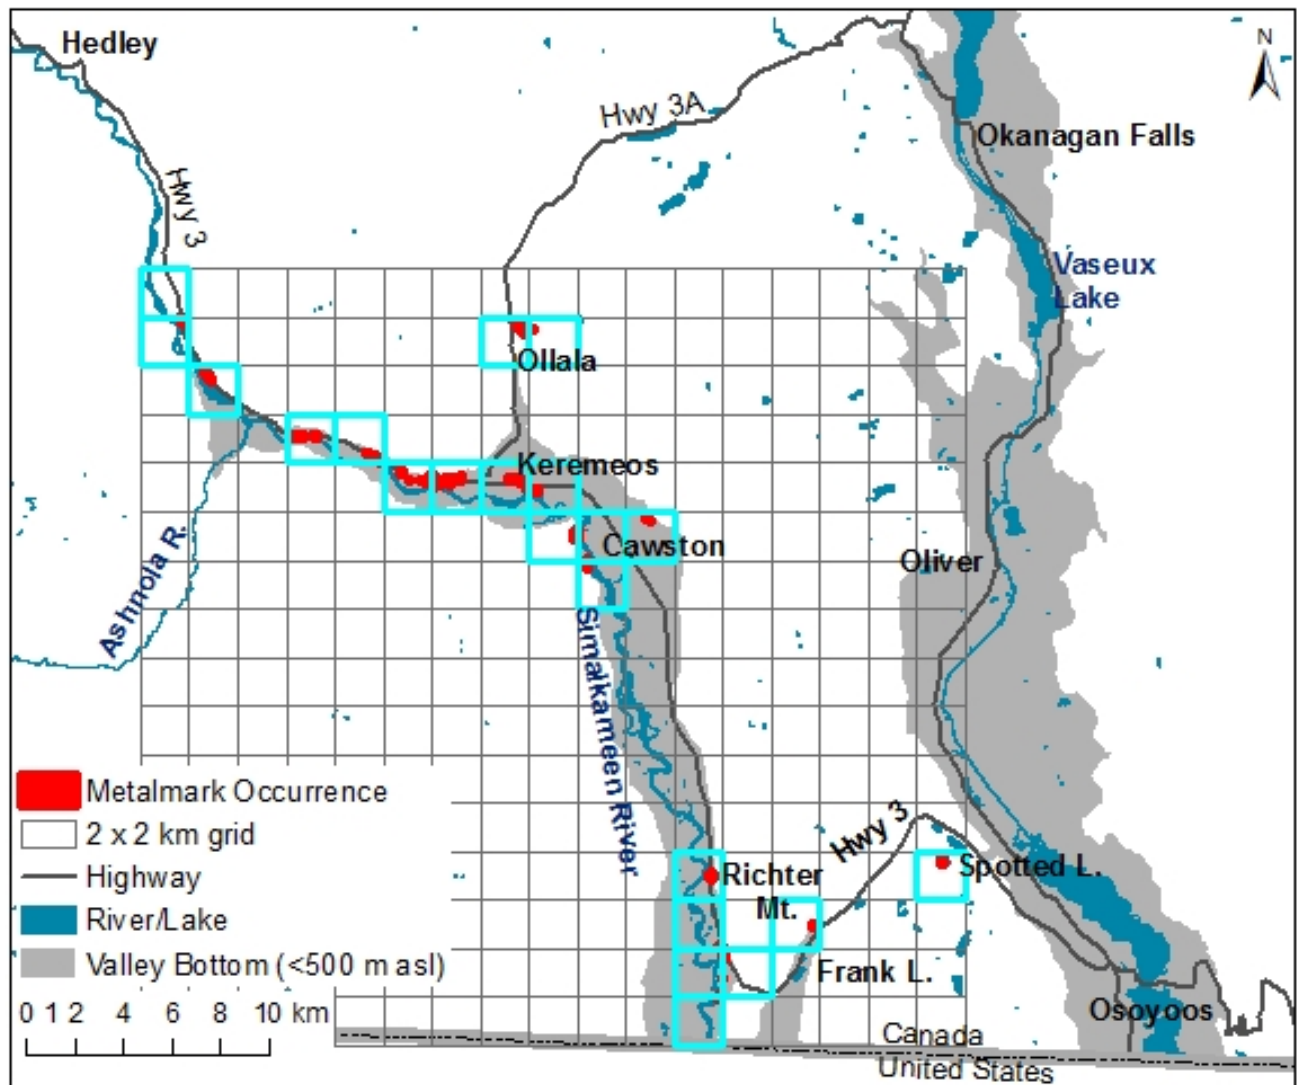 Hedley
N
Hwy 3A
Okanagan Falls
Hwy 3
Vaseux
Lake
Ollala
Keremeos
Cawston
Oliver
Ashnola R.
Simalkameen River
Metalmark Occurrence
2 x 2 km grid
Highway
River/Lake
Valley Bottom (<500 m asl)
0 1 2 4 6 8 10 km
Hwy 3
Richter
Mt.
Spotted L.
Frank L.
Osoyoos
Canada
United States